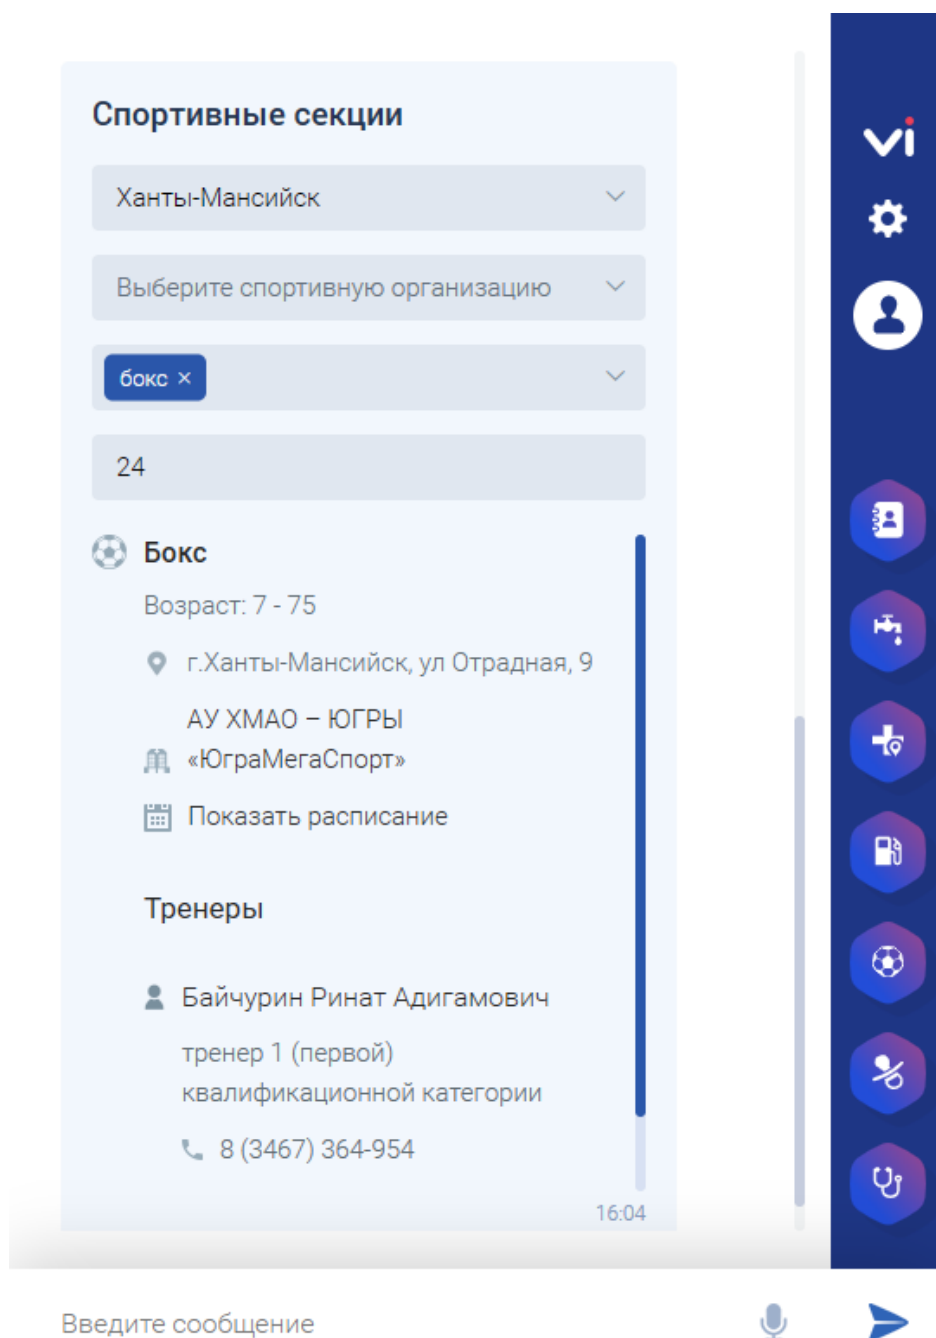 Спортивные секции
vi
Ханты-Мансийск
Выберите спортивную организацию
бокс ×
24
Бокс
Возраст: 7 - 75
г.Ханты-Мансийск, ул Отрадная, 9
АУ ХМАО – ЮГРЫ
«ЮграМегаСпорт»
Показать расписание
Тренеры
Байчурин Ринат Адигамович
тренер 1 (первой)
квалификационной категории
8 (3467) 364-954
16:04
Введите сообщение